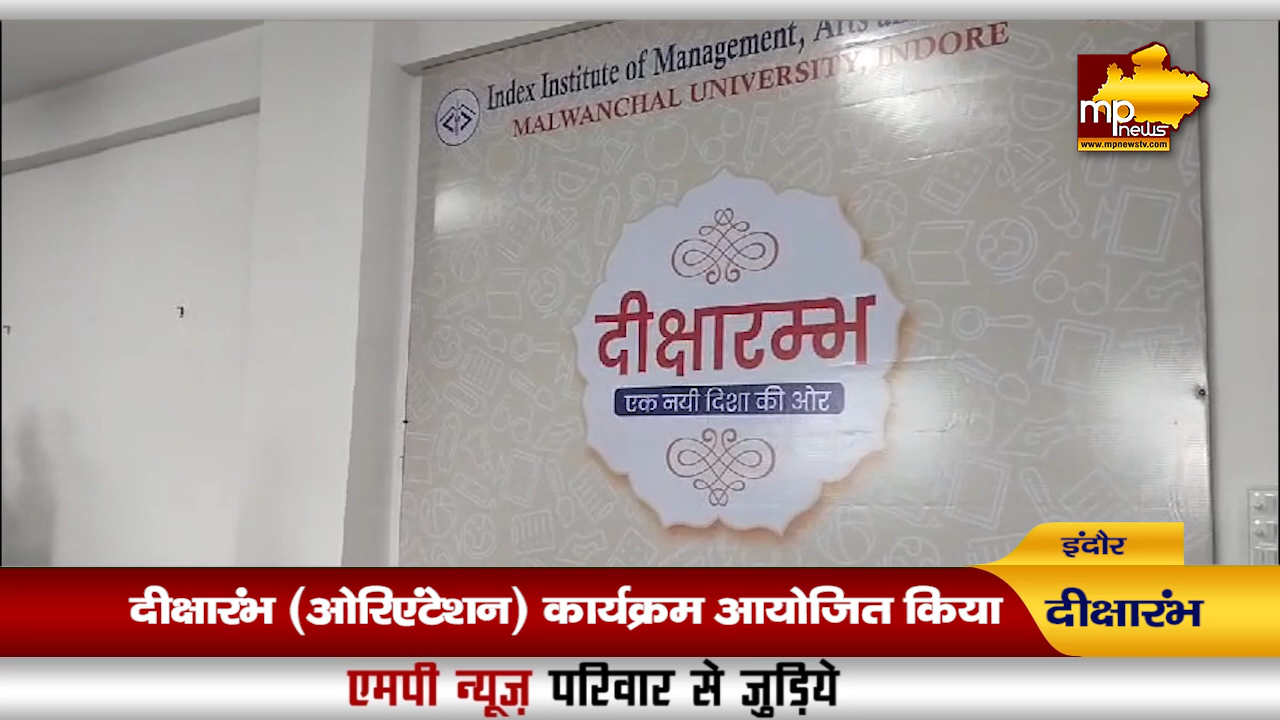 Index Institute of Management, Arts
MALWANCHAL UNIVERSITY, INDORE
mp news
www.mpnewstv.com
दीक्षारम्भ
एक नयी दिशा की ओर
इंदौर
दीक्षारंभ (ओरिएंटेशन) कार्यक्रम आयोजित किया
दीक्षारंभ
एमपी न्यूज़ परिवार से जुड़िये